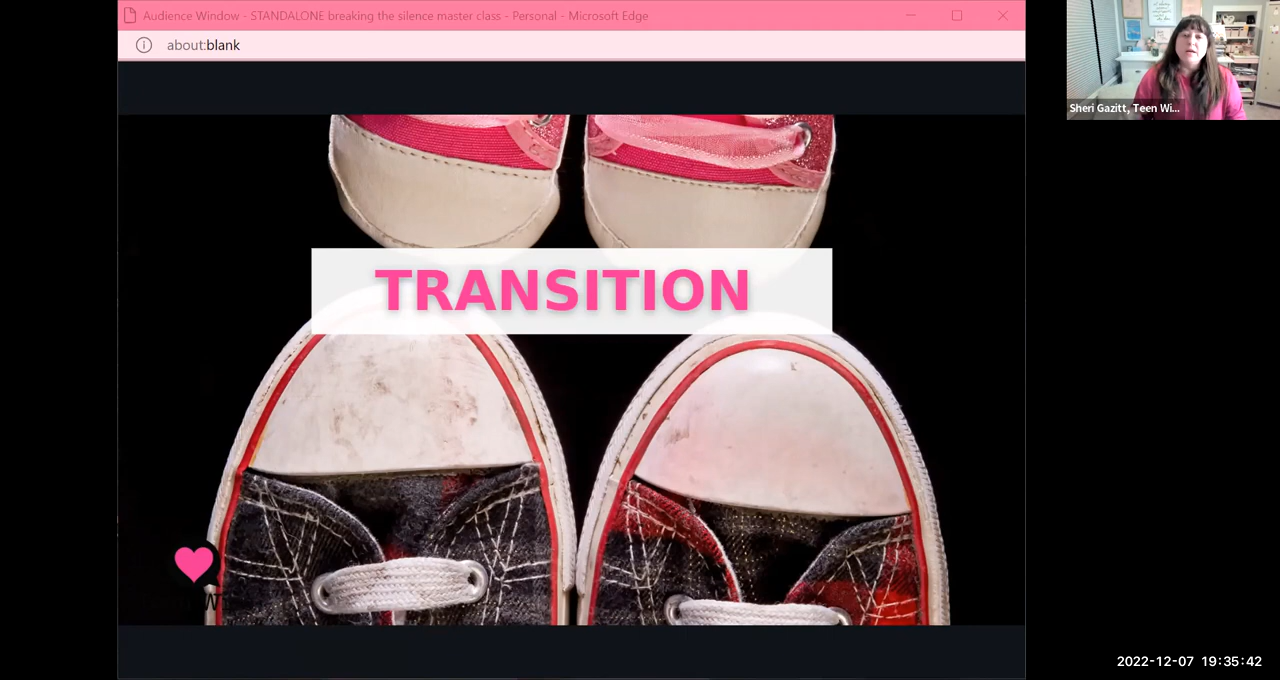 Audience Window - STANDALONE breaking the silence master class - Personal - Microsoft Edge
about:blank
Sheri Gazitt, Teen Wi...
TRANSITION
2022-12-07 19:35:42